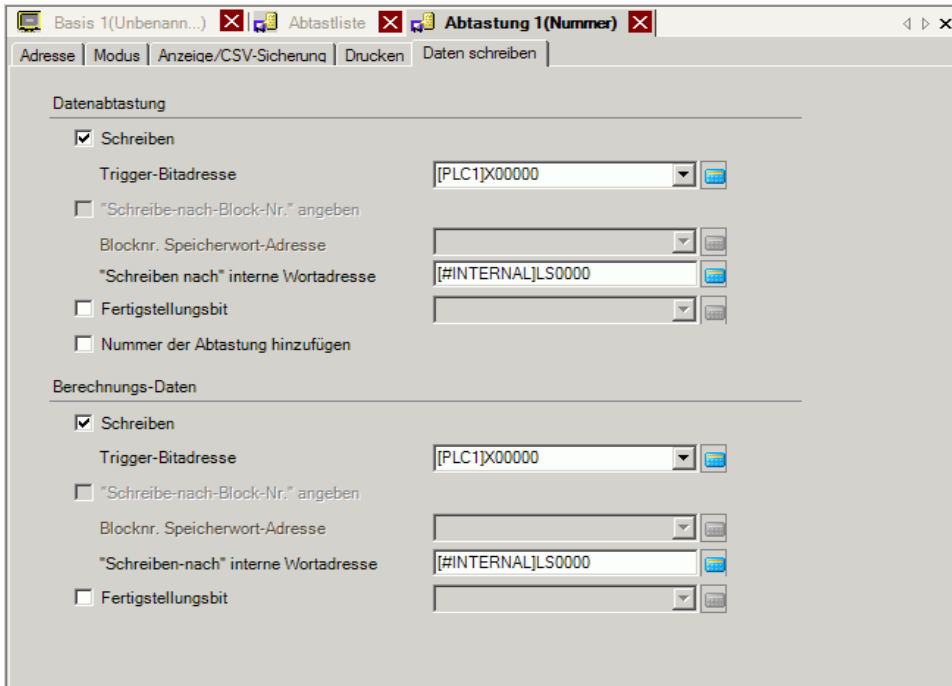 Basis 1(Unbenann...) Abtastliste Abtastung 1(Nummer)
Adresse Modus Anzeige/CSV-Sicherung Drucken Daten schreiben
Datenabtastung
Schreiben
Trigger-Bitadresse [PLC1]X00000
"Schreibe-nach-Block-Nr." angeben
Blocknr. Speicherwort-Adresse
"Schreiben nach" interne Wortadresse [#INTERNAL]LS0000
Fertigstellungsbit
Nummer der Abtastung hinzufügen
Berechnungs-Daten
Schreiben
Trigger-Bitadresse [PLC1]X00000
"Schreibe-nach-Block-Nr." angeben
Blocknr. Speicherwort-Adresse
"Schreiben-nach" interne Wortadresse [#INTERNAL]LS0000
Fertigstellungsbit